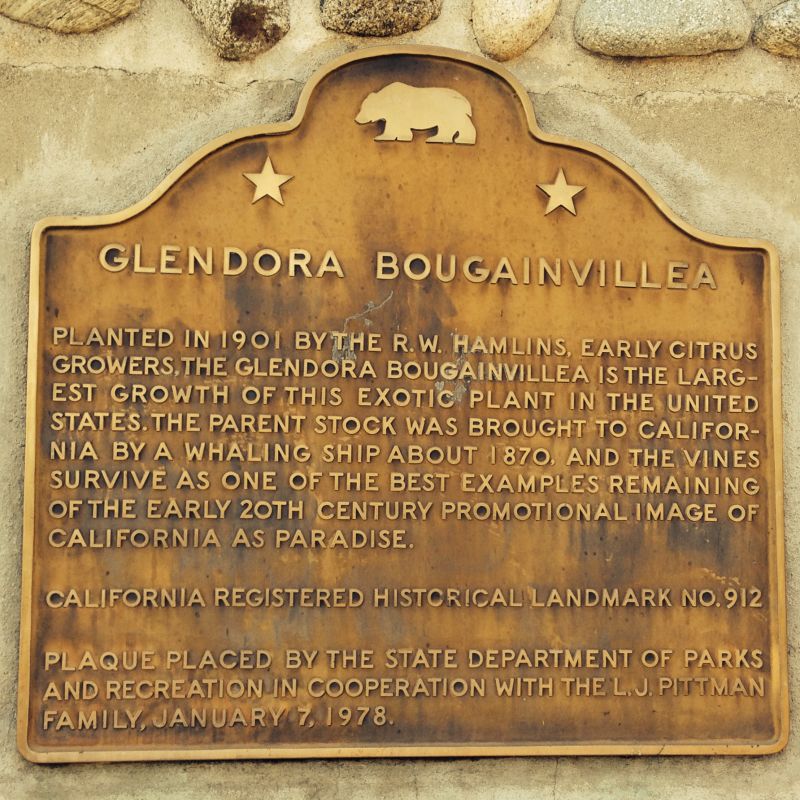 GLENDORA BOUGAINVILLEA
PLANTED IN 1901 BY THE R.W. HAMLINS, EARLY CITRUS
GROWERS, THE GLENDORA BOUGAINVILLEA IS THE LARG-
EST GROWTH OF THIS EXOTIC PLANT IN THE UNITED
STATES. THE PARENT STOCK WAS BROUGHT TO CALIFOR-
NIA BY A WHALING SHIP ABOUT 1870, AND THE VINES
SURVIVE AS ONE OF THE BEST EXAMPLES REMAINING
OF THE EARLY 20TH CENTURY PROMOTIONAL IMAGE OF
CALIFORNIA AS PARADISE.
CALIFORNIA REGISTERED HISTORICAL LANDMARK NO. 912
PLAQUE PLACED BY THE STATE DEPARTMENT OF PARKS
AND RECREATION IN COOPERATION WITH THE L.J. PITTMAN
FAMILY, JANUARY 7, 1978.